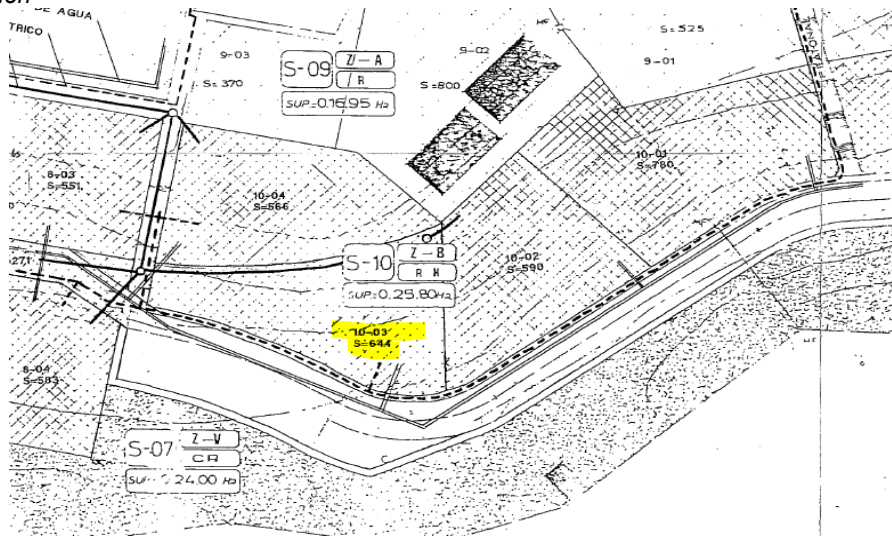 DE AGUA
TRICO
9-03
S=370
S-09
Z-A
/ R
SUP=0.16.95 Ha
9-02
S=800
S=525
9-01
8-03
S=551
10-04
S=566
10-01
S=780
10-02
S=590
271
S-10
Z-B
R H
SUP=0.25.80Ha
10-03
S=644
8-04
S=583
S-07
Z-V
CR
24.00 Ha